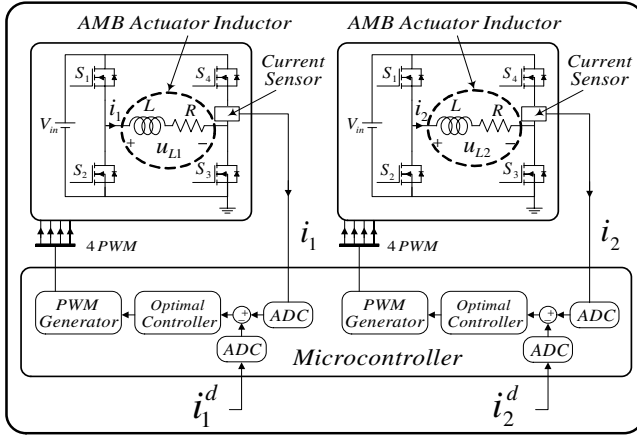 AMB Actuator Inductor
AMB Actuator Inductor
Current
Sensor
Current
Sensor
S1
S4
L
R
i1
Vin
+
−
uL1
S2
S3
S1
S4
L
R
i2
Vin
+
−
uL2
S2
S3
4 PWM
i1
4 PWM
i2
PWM
Generator
Optimal
Controller
+
−
ADC
ADC
PWM
Generator
Optimal
Controller
+
ADC
ADC
Microcontroller
i1^d
i2^d